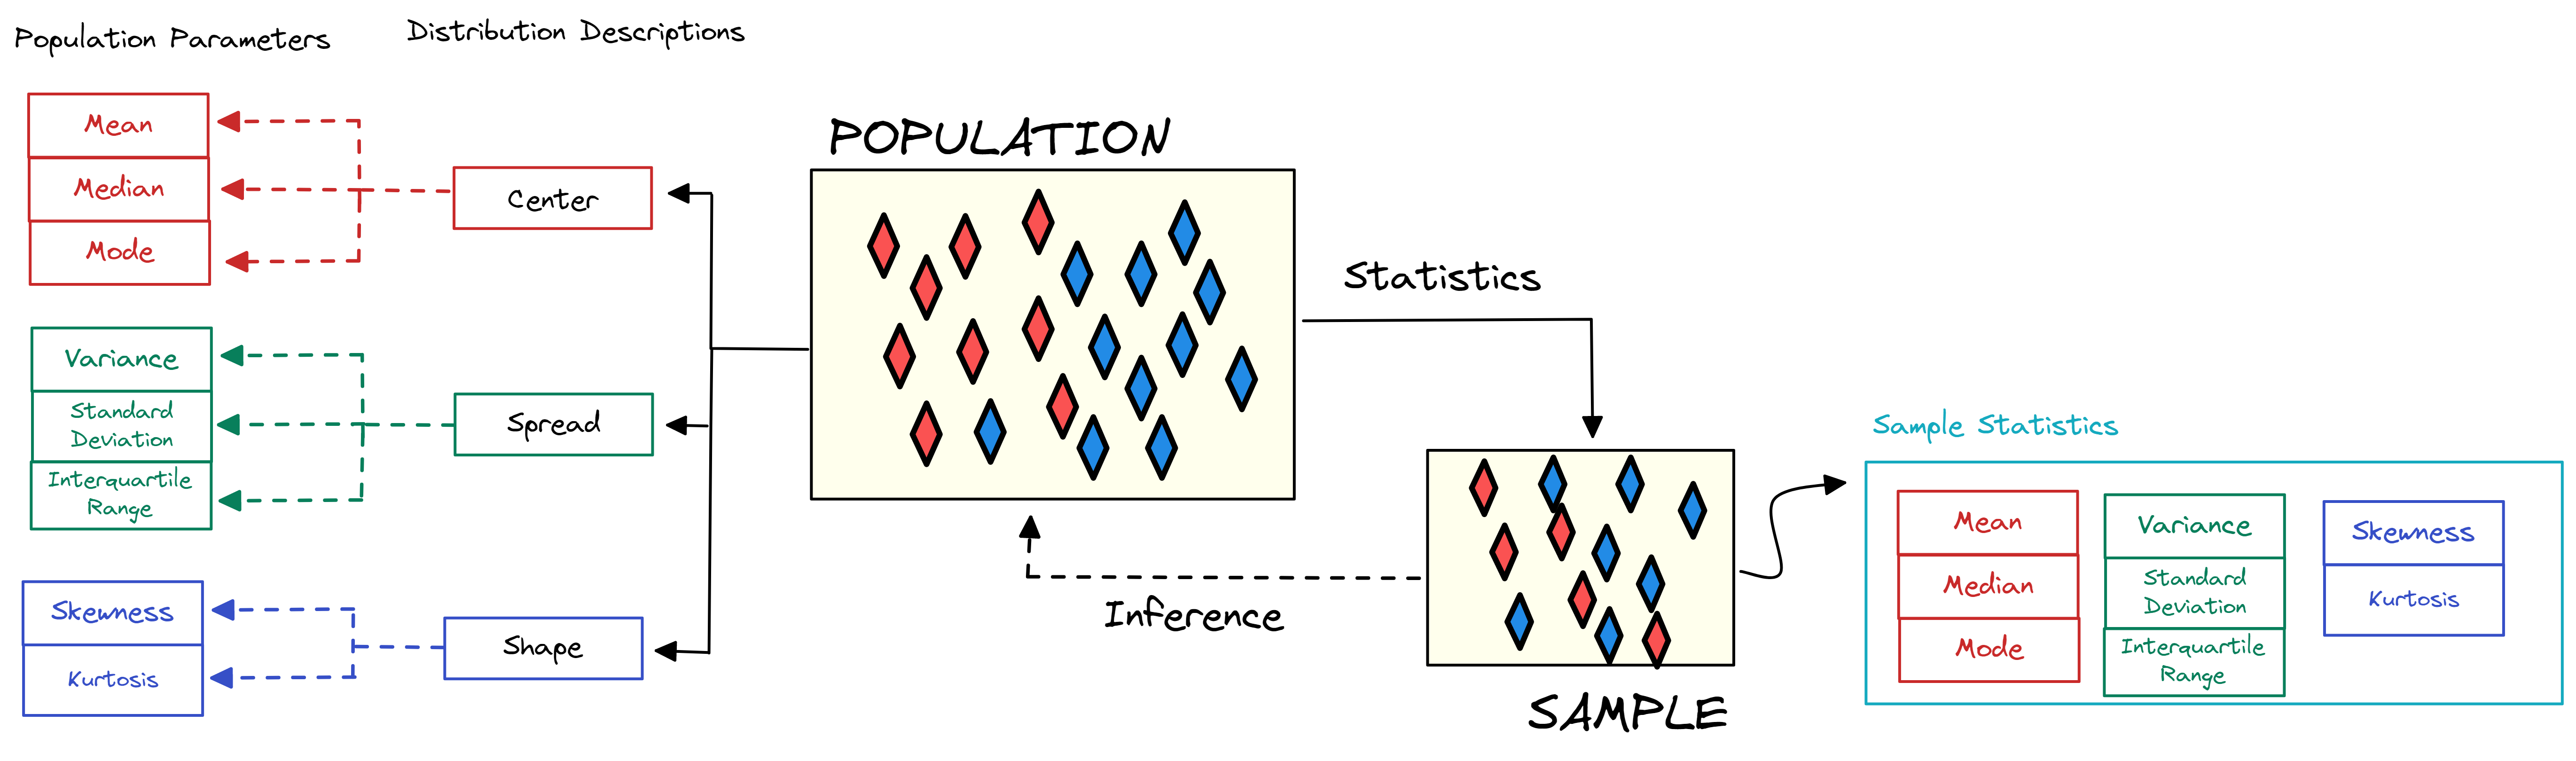 Population Parameters
Distribution Descriptions
Mean
Median
Mode
Center
Variance
Standard
Deviation
Interquartile
Range
Spread
Skewness
Kurtosis
Shape
POPULATION
Statistics
Inference
SAMPLE
Sample Statistics
Mean
Median
Mode
Variance
Standard
Deviation
Interquartile
Range
Skewness
Kurtosis